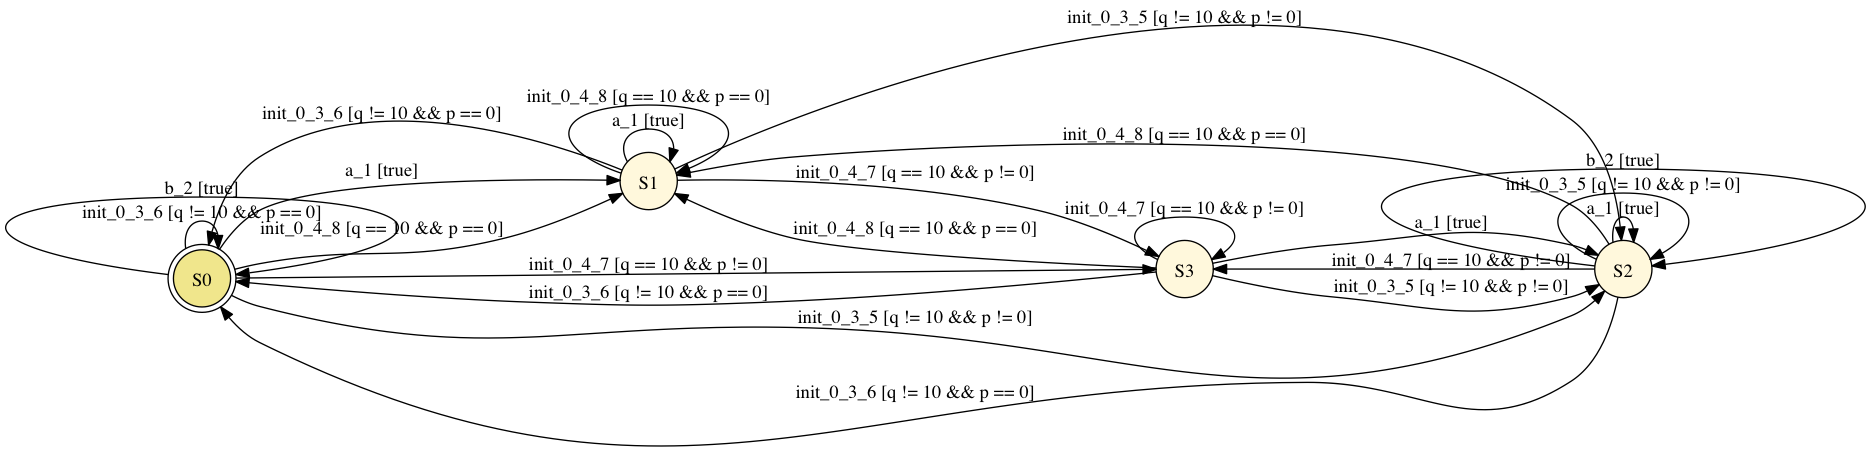 init_0_3_5 [q != 10 && p != 0]
init_0_4_8 [q == 10 && p == 0]
init_0_3_6 [q != 10 && p == 0]
a_1 [true]
init_0_4_8 [q == 10 && p == 0]
b_2 [true]
a_1 [true]
init_0_4_7 [q == 10 && p != 0]
S1
init_0_3_5 [q != 10 && p != 0]
b_2 [true]
init_0_3_6 [q != 10 && p == 0]
init_0_4_7 [q == 10 && p != 0]
a_1 [true]
init_0_4_8 [q == 10 && p == 0]
init_0_4_8 [q == 10 && p == 0]
a_1 [true]
init_0_4_7 [q == 10 && p != 0]
init_0_4_7 [q == 10 && p != 0]
S0
S3
S2
init_0_3_6 [q != 10 && p == 0]
init_0_3_5 [q != 10 && p != 0]
init_0_3_5 [q != 10 && p != 0]
init_0_3_6 [q != 10 && p == 0]